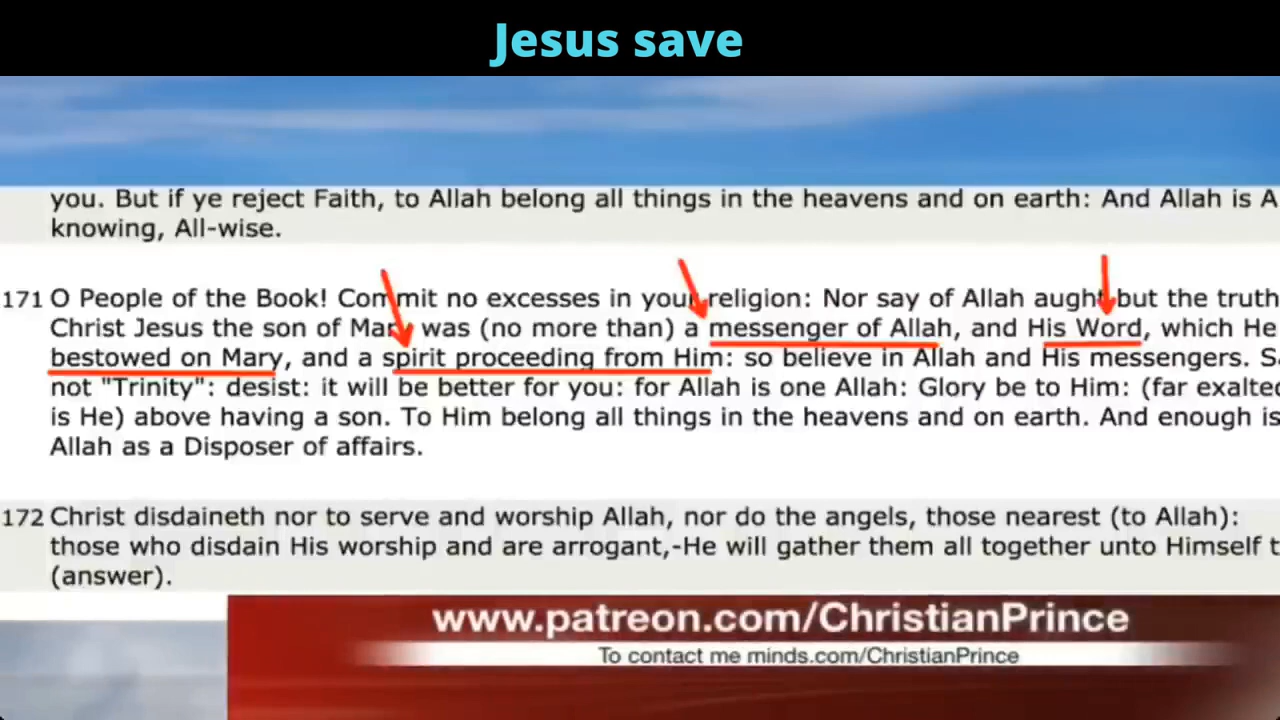 Jesus save
you. But if ye reject Faith, to Allah belong all things in the heavens and on earth: And Allah is A
knowing, All-wise.
171 O People of the Book! Commit no excesses in your religion: Nor say of Allah aught but the truth
Christ Jesus the son of Mary was (no more than) a messenger of Allah, and His Word, which He
bestowed on Mary, and a spirit proceeding from Him: so believe in Allah and His messengers. S
not "Trinity": desist: it will be better for you: for Allah is one Allah: Glory be to Him: (far exalted
is He) above having a son. To Him belong all things in the heavens and on earth. And enough is
Allah as a Disposer of affairs.
172 Christ disdaineth nor to serve and worship Allah, nor do the angels, those nearest (to Allah):
those who disdain His worship and are arrogant,-He will gather them all together unto Himself t
(answer).
www.patreon.com/ChristianPrince
To contact me minds.com/ChristianPrince